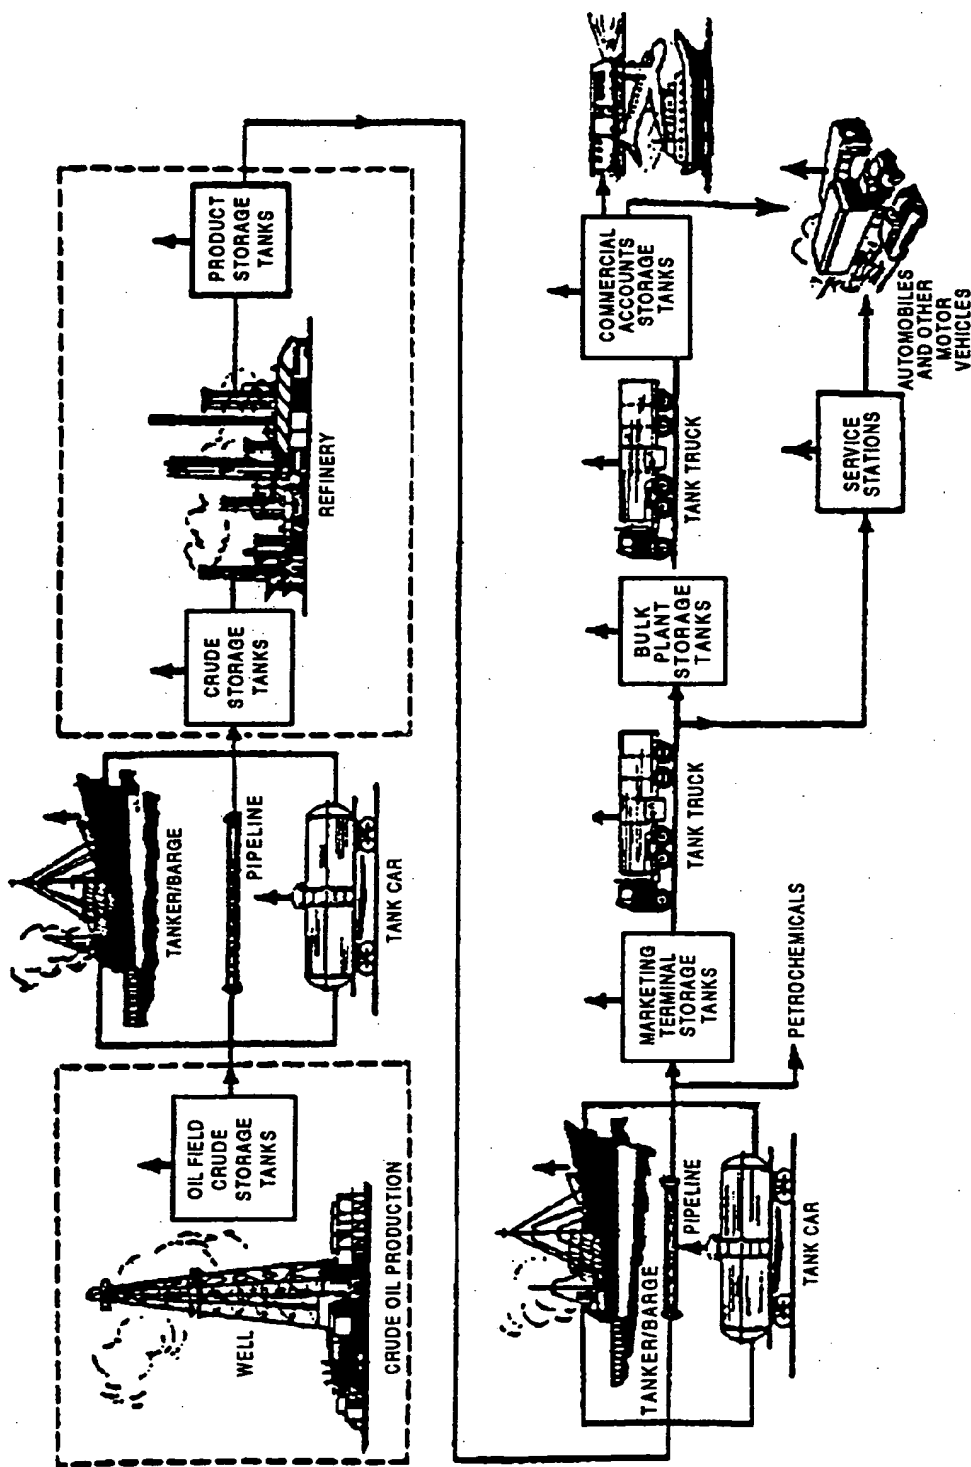 WELL
CRUDE OIL PRODUCTION
OIL FIELD
CRUDE
STORAGE
TANKS
TANKER/BARGE
PIPELINE
TANK CAR
CRUDE
STORAGE
TANKS
REFINERY
PRODUCT
STORAGE
TANKS
TANKER/BARGE
PIPELINE
TANK CAR
PETROCHEMICALS
MARKETING
TERMINAL
STORAGE
TANKS
TANK TRUCK
BULK
PLANT
STORAGE
TANKS
TANK TRUCK
COMMERCIAL
ACCOUNTS
STORAGE
TANKS
SERVICE
STATIONS
AUTOMOBILES
AND OTHER
MOTOR
VEHICLES